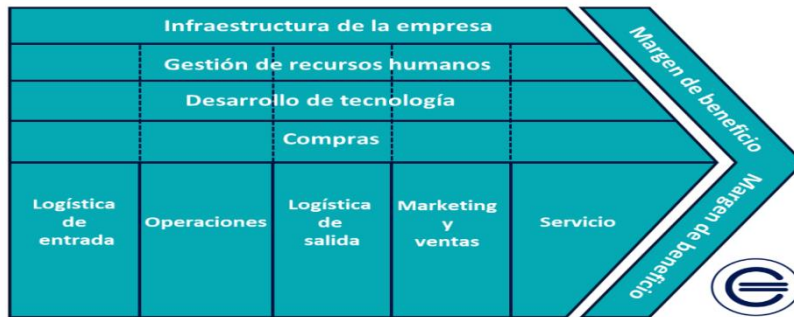 Infraestructura de la empresa
Gestión de recursos humanos
Desarrollo de tecnología
Compras
Logística
de
entrada
Operaciones
Logística
de
salida
Marketing
y
ventas
Servicio
Margen de beneficio
Margen de beneficio